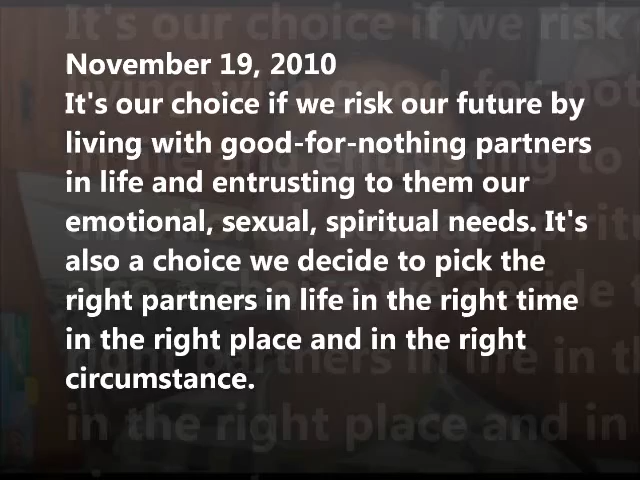 November 19, 2010
It's our choice if we risk our future by
living with good-for-nothing partners
in life and entrusting to them our
emotional, sexual, spiritual needs. It's
also a choice we decide to pick the
right partners in life in the right time
in the right place and in the right
circumstance.